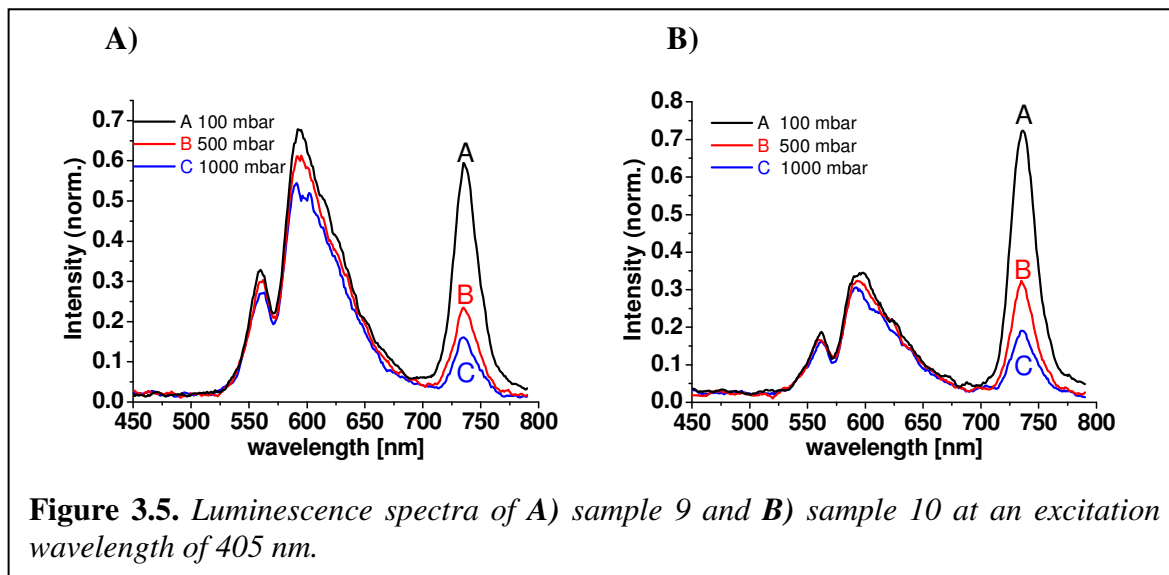 A)
B)
A 100 mbar
B 500 mbar
C 1000 mbar
A
B
C
Intensity (norm.)
0.7
0.6
0.5
0.4
0.3
0.2
0.1
0.0
450 500 550 600 650 700 750 800
wavelength [nm]
A 100 mbar
B 500 mbar
C 1000 mbar
A
B
C
Intensity (norm.)
0.8
0.7
0.6
0.5
0.4
0.3
0.2
0.1
0.0
450 500 550 600 650 700 750 800
wavelength [nm]
Figure 3.5. Luminescence spectra of A) sample 9 and B) sample 10 at an excitation
wavelength of 405 nm.